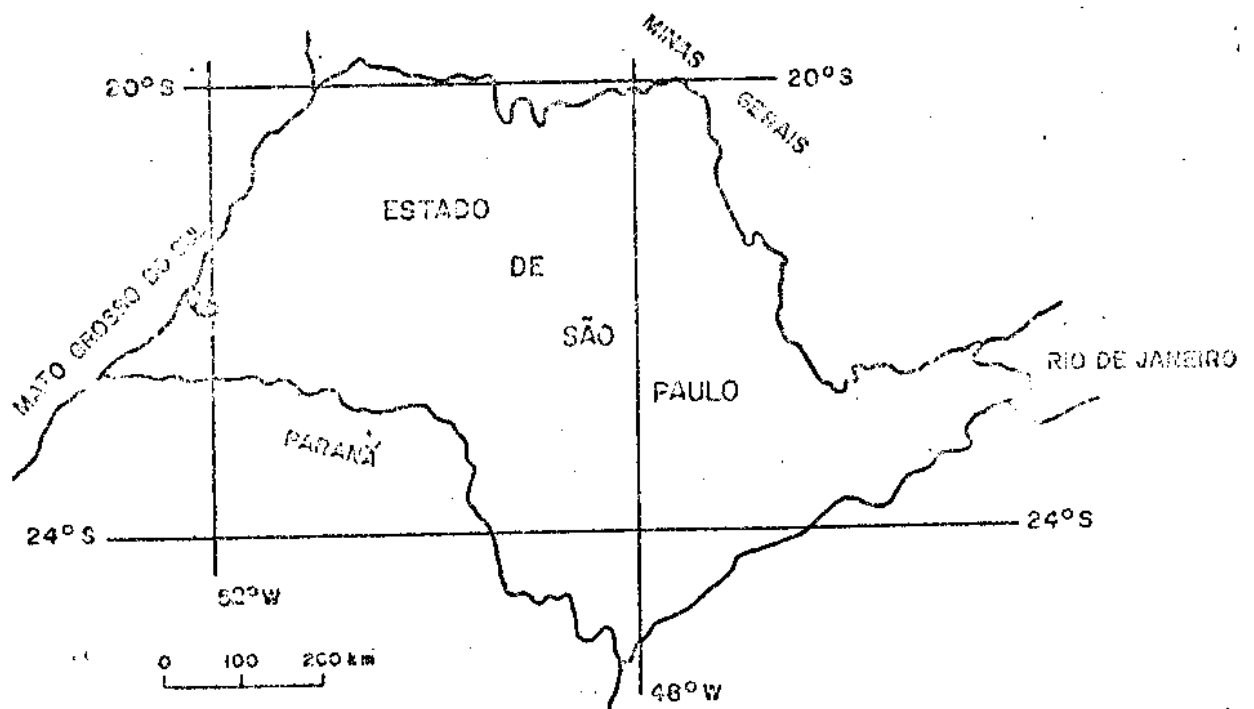 MINAS
GERAIS
20°S
20°S
ESTADO
DE
SÃO
PAULO
MATO GROSSO DO SUL
RIO DE JANEIRO
PARANÁ
24°S
24°S
52°W
0 100 200 km
48°W